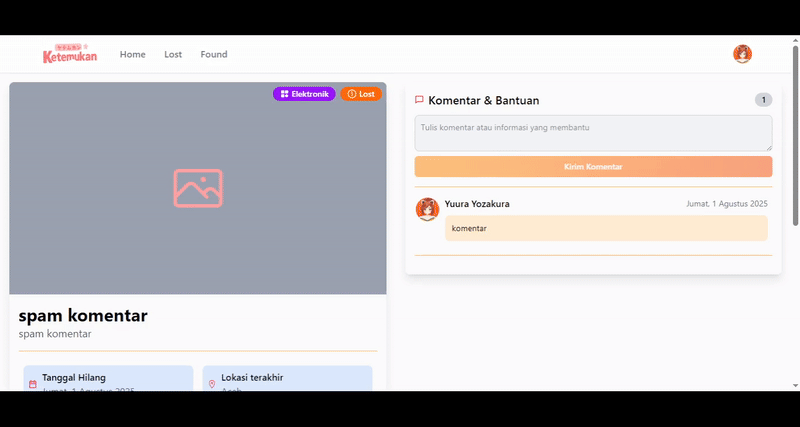 Ketemukan
Home
Lost
Found
Elektronik
Lost
spam komentar
spam komentar
Tanggal Hilang
Jumat, 1 Agustus 2025
Lokasi terakhir
Aceh
Komentar & Bantuan
1
Tulis komentar atau informasi yang membantu
Kirim Komentar
Yuura Yozakura
Jumat, 1 Agustus 2025
komentar